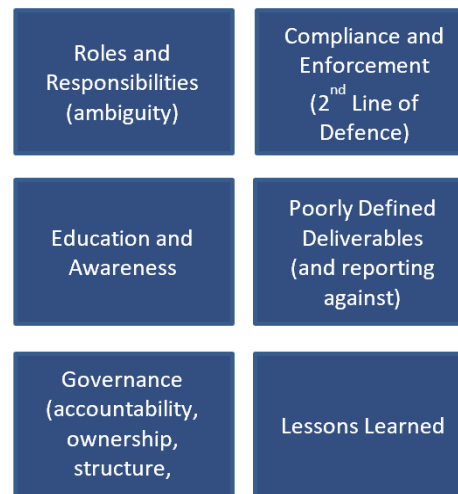 Roles and
Responsibilities
(ambiguity)
Compliance and
Enforcement
(2nd Line of
Defence)
Education and
Awareness
Poorly Defined
Deliverables
(and reporting
against)
Governance
(accountability,
ownership,
structure,
Lessons Learned